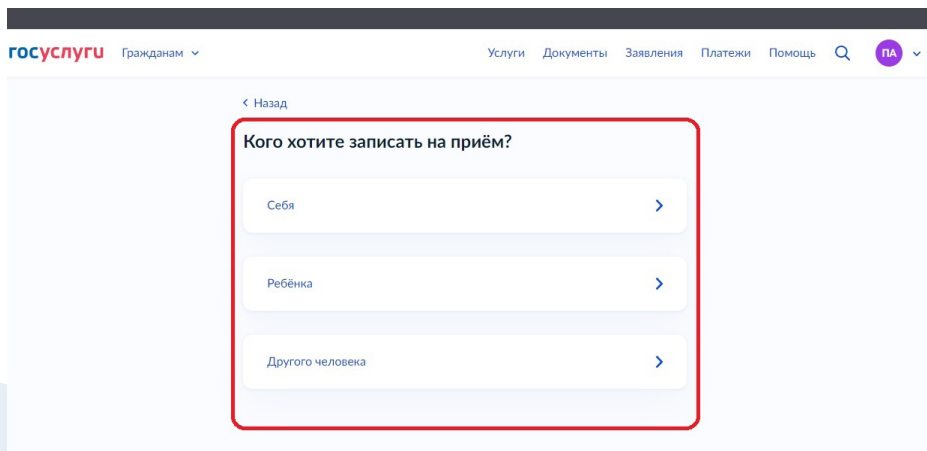 госуслуги Гражданам Услуги Документы Заявления Платежи Помощь ПА
Назад
Кого хотите записать на приём?
Себя
Ребёнка
Другого человека